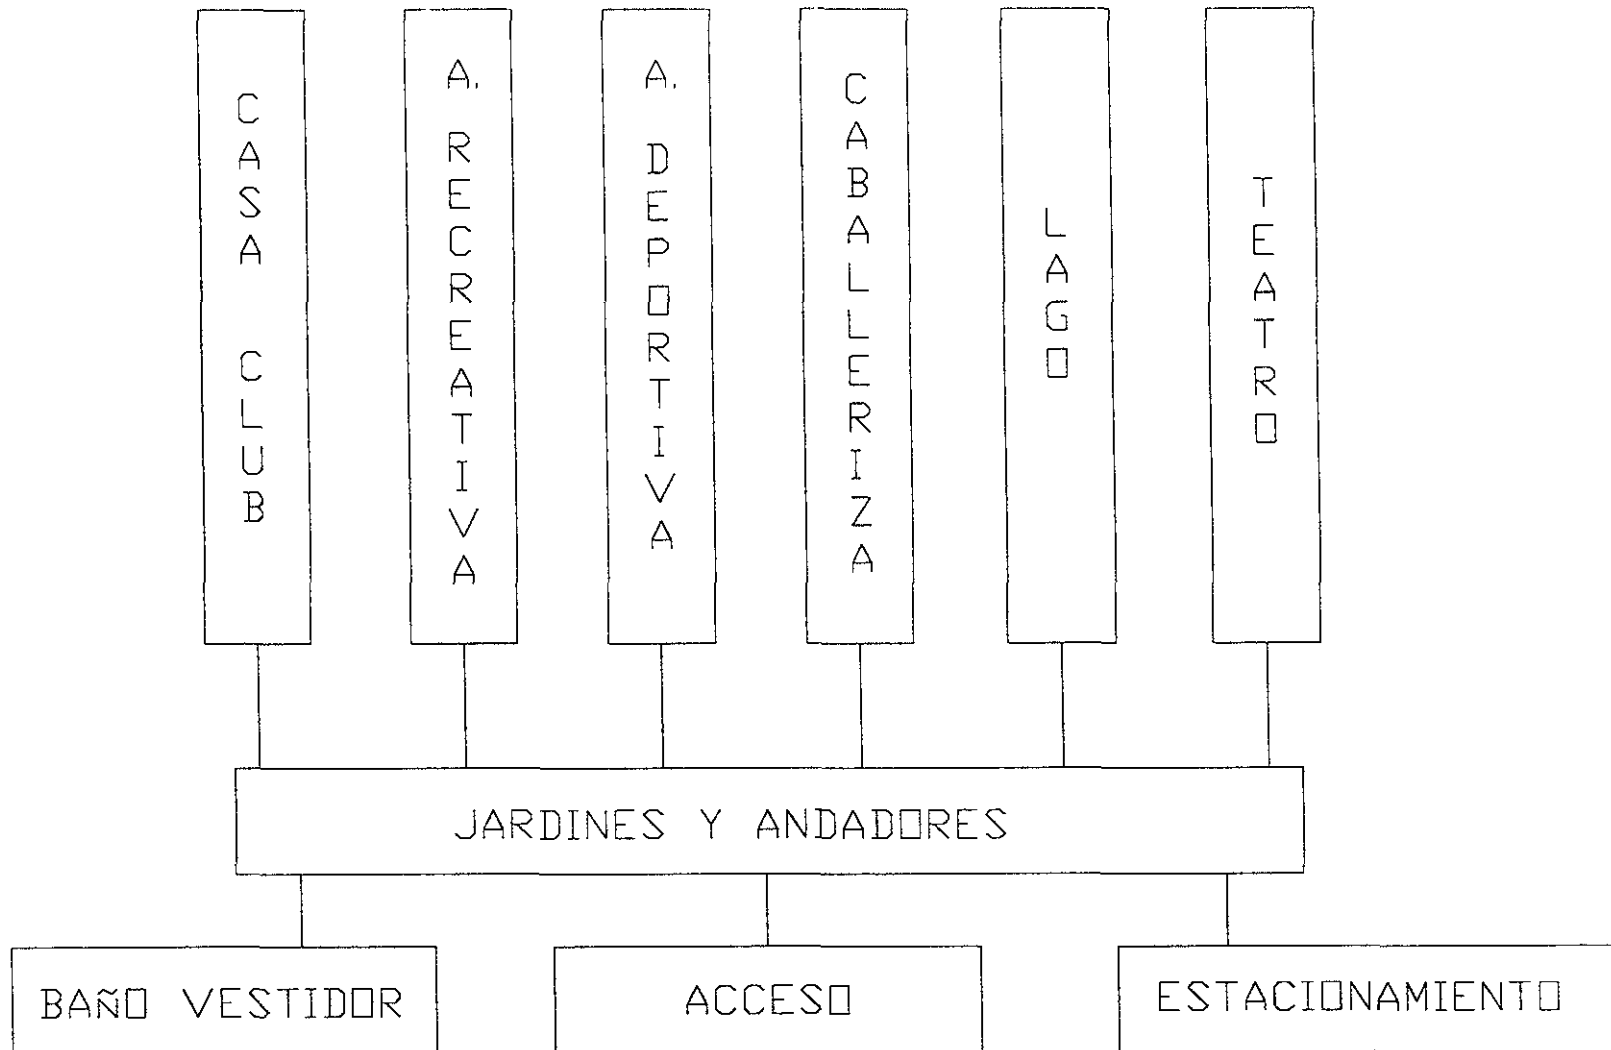 CASA CLUB
A. RECREATIVA
A. DEPORTIVA
CABALLERIZA
LAGO
TEATRO
JARDINES Y ANDADORES
BAÑO VESTIDOR
ACCESO
ESTACIONAMIENTO